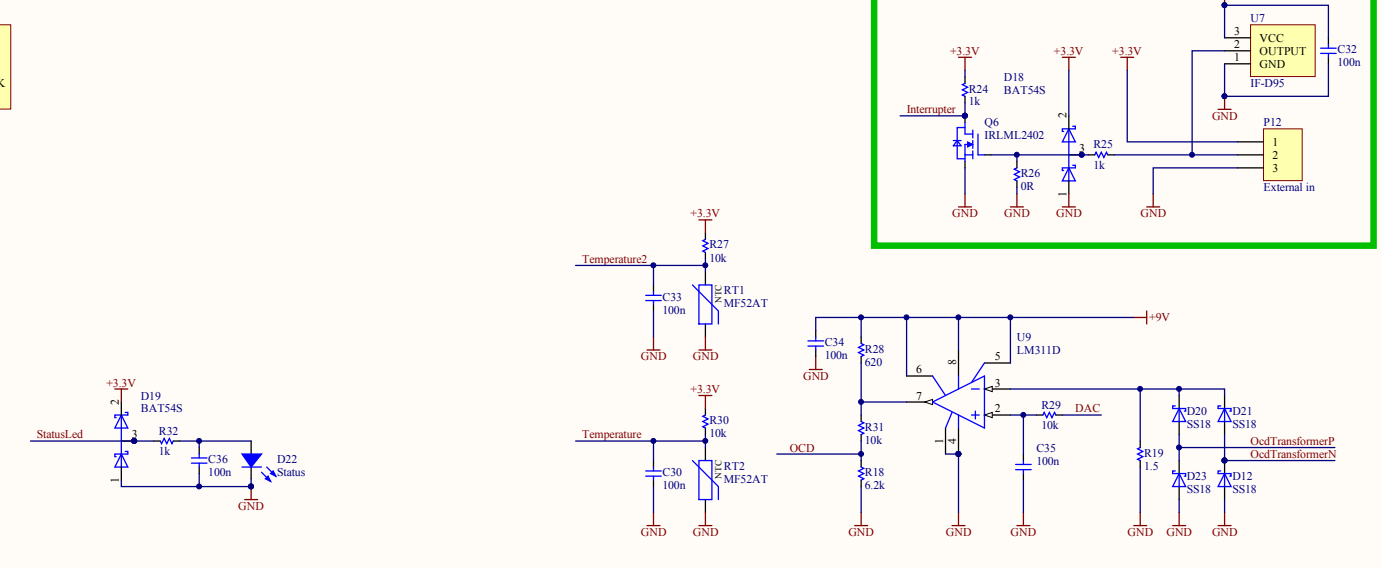 K
U7
3
VCC
2
OUTPUT
1
GND
IF-D95
C32
100n
GND
+3.3V
+3.3V
+3.3V
R24
1k
D18
BAT54S
Interrupter
Q6
IRLML2402
2
3
1
R25
1k
R26
0R
P12
1
2
3
External in
GND
GND
GND
GND
+3.3V
R27
10k
Temperature2
C33
100n
NTC
RT1
MF52AT
GND
GND
+9V
C34
100n
GND
R28
620
U9
LM311D
6
8
5
7
3
2
1
4
R29
10k
DAC
R31
10k
OCD
R18
6.2k
C35
100n
R19
1.5
D20
SS18
D21
SS18
OcdTransformerP
OcdTransformerN
D23
SS18
D12
SS18
GND
GND
GND
GND
GND
GND
+3.3V
R30
10k
Temperature
C30
100n
NTC
RT2
MF52AT
GND
GND
+3.3V
D19
BAT54S
2
3
1
StatusLed
R32
1k
C36
100n
D22
Status
GND